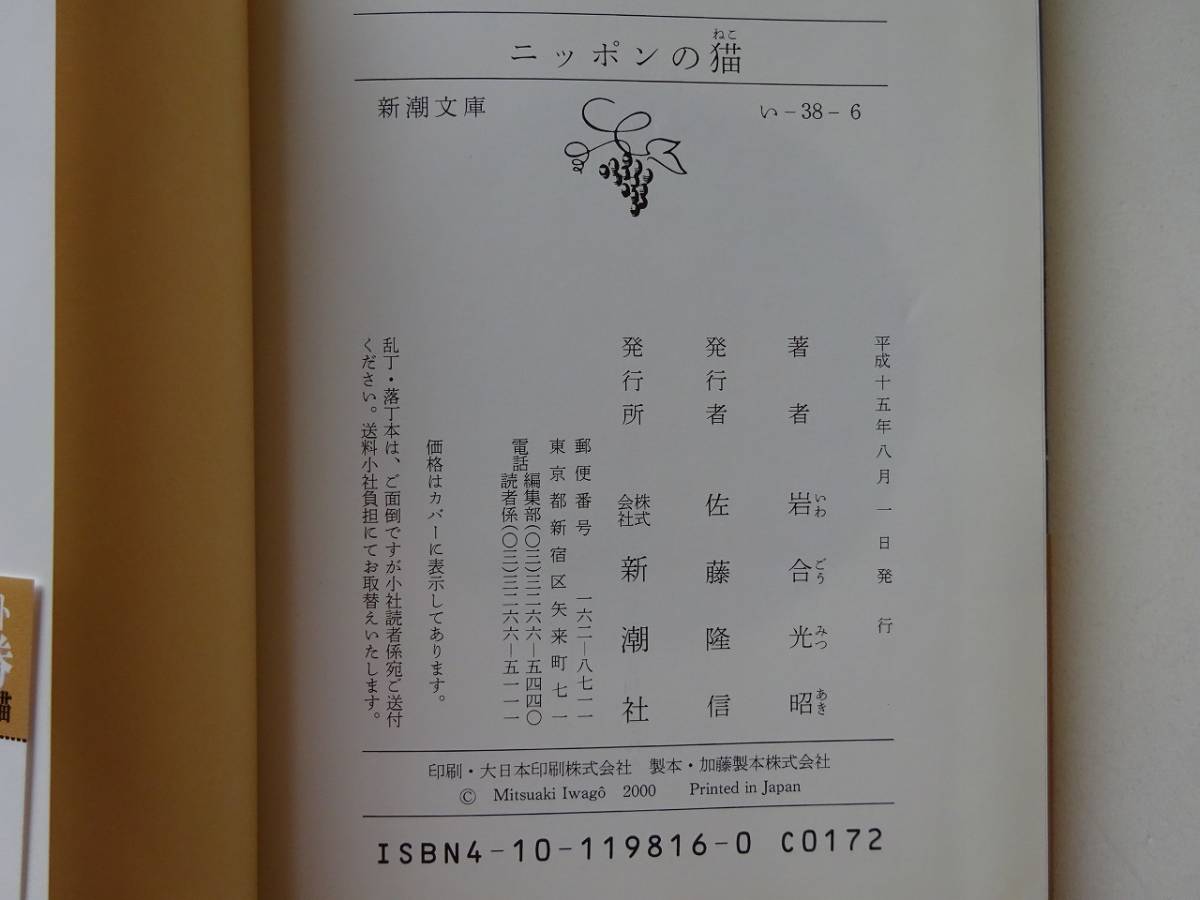 ねこ
ニッポンの猫
新潮文庫
い-38-6
平成十五年八月一日発行
著者 岩合光昭
いわ ごう みつ あき
発行者 佐藤隆信
発行所 株式会社 新潮社
郵便番号 一六二―八七一一
東京都新宿区矢来町七一
電話 編集部(〇三)三二六六―五四四〇
読者係(〇三)三二六六―五一一一
価格はカバーに表示してあります。
乱丁・落丁本は、ご面倒ですが小社読者係宛ご送付
ください。送料小社負担にてお取替えいたします。
印刷・大日本印刷株式会社 製本・加藤製本株式会社
© Mitsuaki Iwagô 2000 Printed in Japan
ISBN4-10-119816-0 C0172
猫